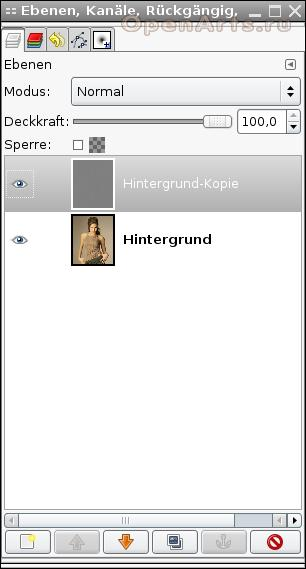 Ebenen, Kanäle, Rückgängig,
OpenArts.ru
Ebenen
Modus: Normal
Deckkraft: 100,0
Sperre:
Hintergrund-Kopie
Hintergrund